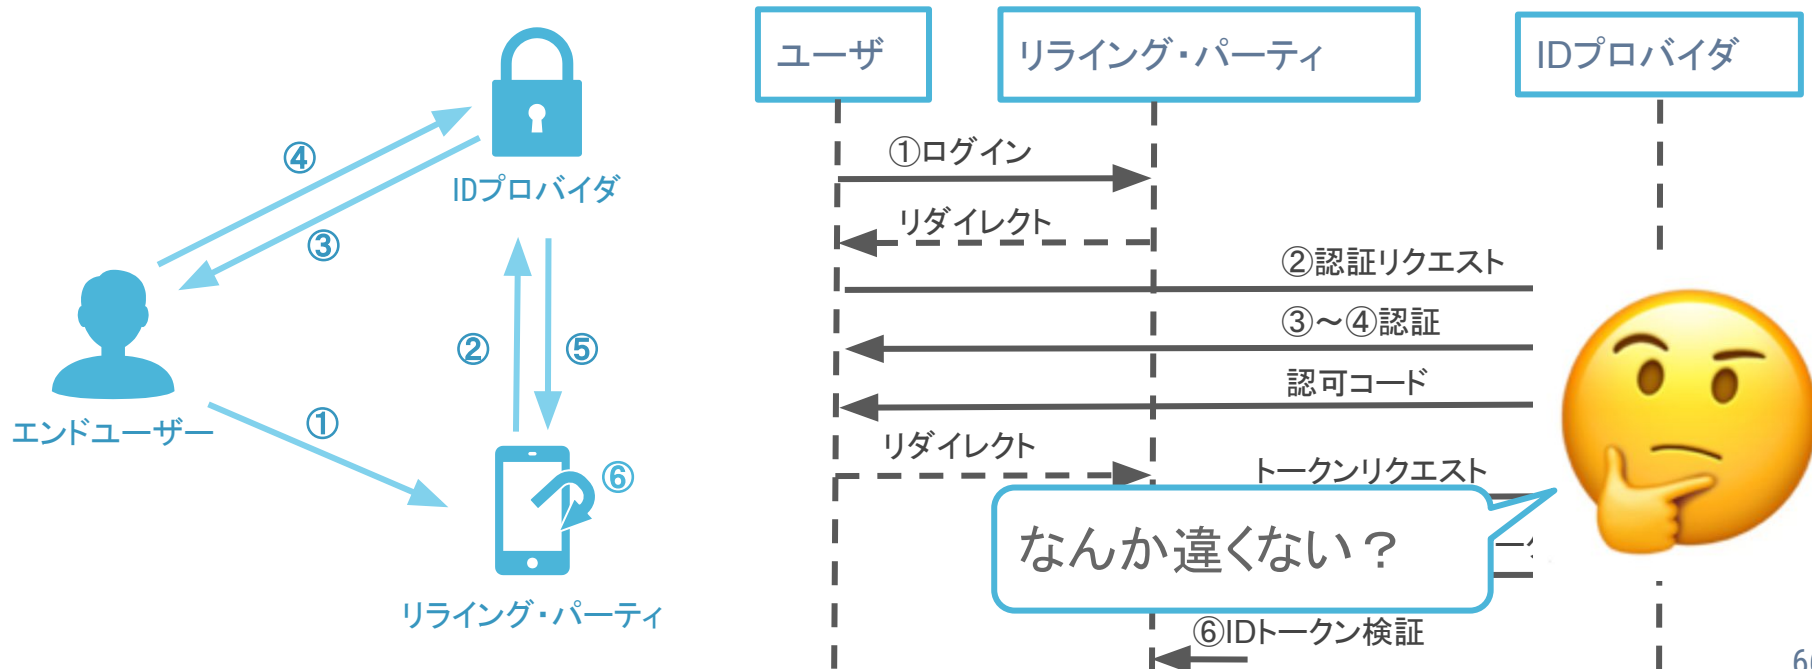 ④
IDプロバイダ
③
②
⑤
エンドユーザー
①
⑥
リライング・パーティ
ユーザ
リライング・パーティ
IDプロバイダ
①ログイン
リダイレクト
②認証リクエスト
③～④認証
認可コード
リダイレクト
トークンリクエスト
なんか違くない？
⑥IDトークン検証